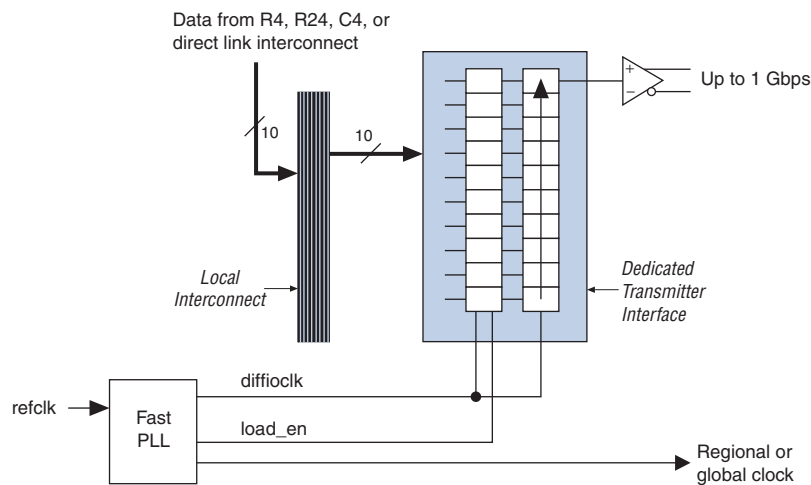 Data from R4, R24, C4, or
direct link interconnect
10
10
+
−
Up to 1 Gbps
Local
Interconnect
Dedicated
Transmitter
Interface
diffioclk
refclk
Fast
PLL
load_en
Regional or
global clock